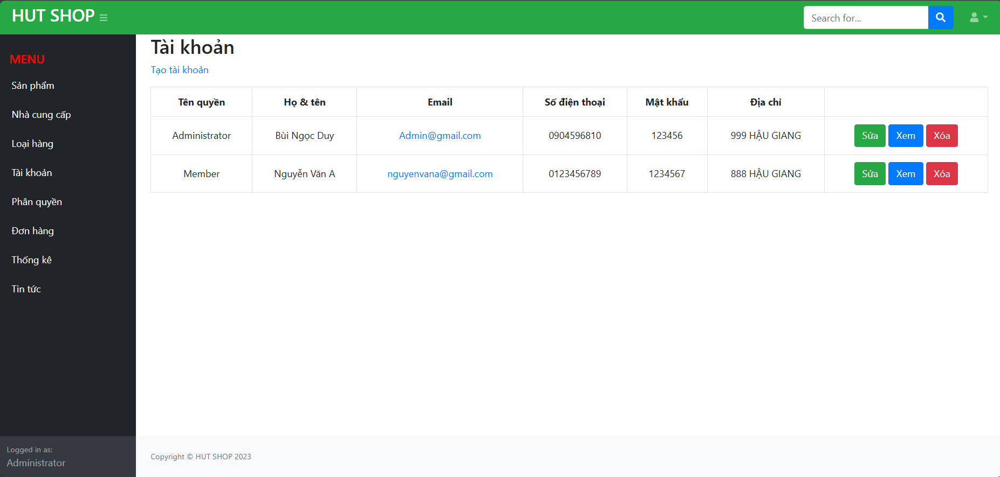 HUT SHOP
Search for...
MENU
Sản phẩm
Nhà cung cấp
Loại hàng
Tài khoản
Phân quyền
Đơn hàng
Thống kê
Tin tức
Logged in as:
Administrator
Tài khoản
Tạo tài khoản
Tên quyền Họ & tên Email Số điện thoại Mật khẩu Địa chỉ
Administrator Bùi Ngọc Duy Admin@gmail.com 0904596810 123456 999 HẬU GIANG Sửa Xem Xóa
Member Nguyễn Văn A nguyenvana@gmail.com 0123456789 1234567 888 HẬU GIANG Sửa Xem Xóa
Copyright © HUT SHOP 2023